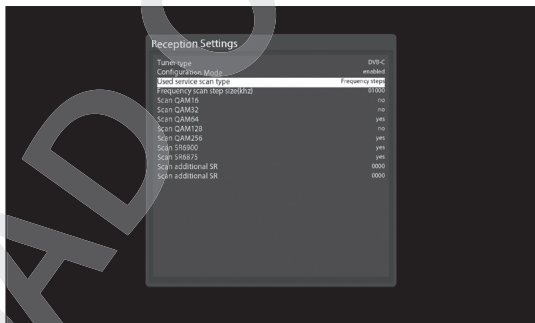 Reception Settings
Tuner type DVB-C
Configuration Mode enabled
Used service scan type Frequency steps
Frequency scan step size(khz) 01000
Scan QAM16 no
Scan QAM32 no
Scan QAM64 yes
Scan QAM128 no
Scan QAM256 yes
Scan SR6900 yes
Scan SR6875 yes
Scan additional SR 0000
Scan additional SR 0000